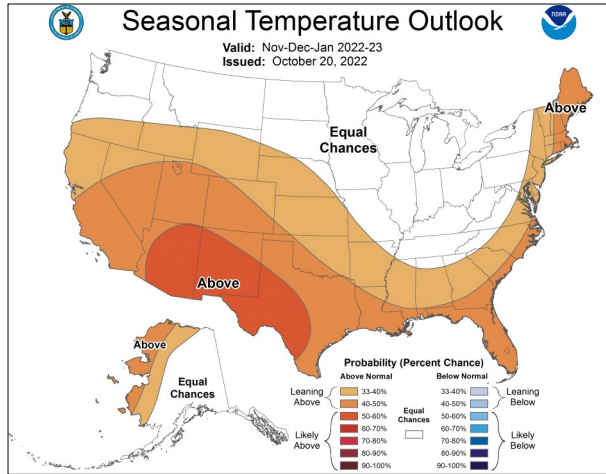 Seasonal Temperature Outlook
NOAA
Valid: Nov-Dec-Jan 2022-23
Issued: October 20, 2022
Above
Equal
Chances
Above
Above
Equal
Chances
Probability (Percent Chance)
Above Normal
Below Normal
Leaning
Above
33-40%
40-50%
Likely
Above
50-60%
60-70%
70-80%
80-90%
90-100%
Equal
Chances
33-40%
40-50%
Leaning
Below
50-60%
60-70%
70-80%
80-90%
90-100%
Likely
Below